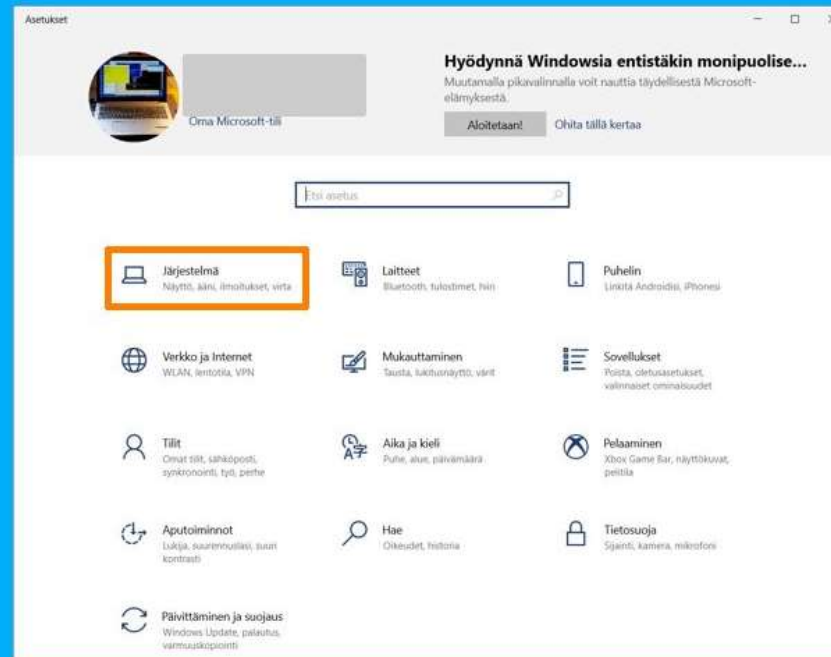 Asetukset
Oma Microsoft-tili
Hyödynnä Windowsia entistäkin monipuolise...
Muutamalla pikavalinnalla voit nauttia täydellisestä Microsoft-
elämyksestä.
Aloitetaan!
Ohita tällä kertaa
Etsi asetus
Järjestelmä
Näyttö, ääni, ilmoitukset, virta
Laitteet
Bluetooth, tulostimet, hiiri
Puhelin
Linkitä Androidisi, iPhonesi
Verkko ja Internet
WLAN, lentotila, VPN
Mukauttaminen
Tausta, lukitusnäyttö, värit
Sovellukset
Poista, oletusasetukset,
valinnaiset ominaisuudet
Tilit
Omat tilit, sähköposti,
synkronointi, työ, perhe
Aika ja kieli
Puhe, alue, päivämäärä
Pelaaminen
Xbox Game Bar, näyttökuvat,
pelitila
Aputoiminnot
Lukija, suurennuslasi, suuri
kontrasti
Hae
Oikeudet, historia
Tietosuoja
Sijainti, kamera, mikrofoni
Päivittäminen ja suojaus
Windows Update, palautus,
varmuuskopiointi